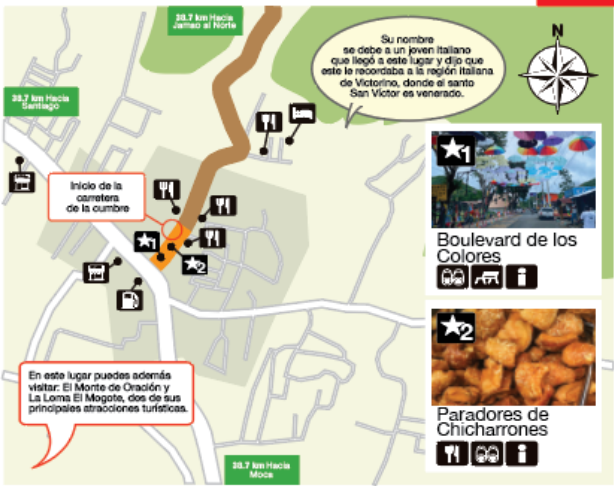 38.7 km Hacia
Jamao al Norte
Su nombre
se debe a un joven italiano
que llegó a este lugar y dijo que
este le recordaba a la región italiana
de Victorino, donde el santo
San Víctor es venerado.
N
38.7 km Hacia
Santiago
Inicio de la
carretera
de la cumbre
1
2
1
Boulevard de los
Colores
2
Paradores de
Chicharrones
En este lugar puedes además
visitar: El Monte de Oración y
La Loma El Mogote, dos de sus
principales atracciones turísticas.
38.7 km Hacia
Moca